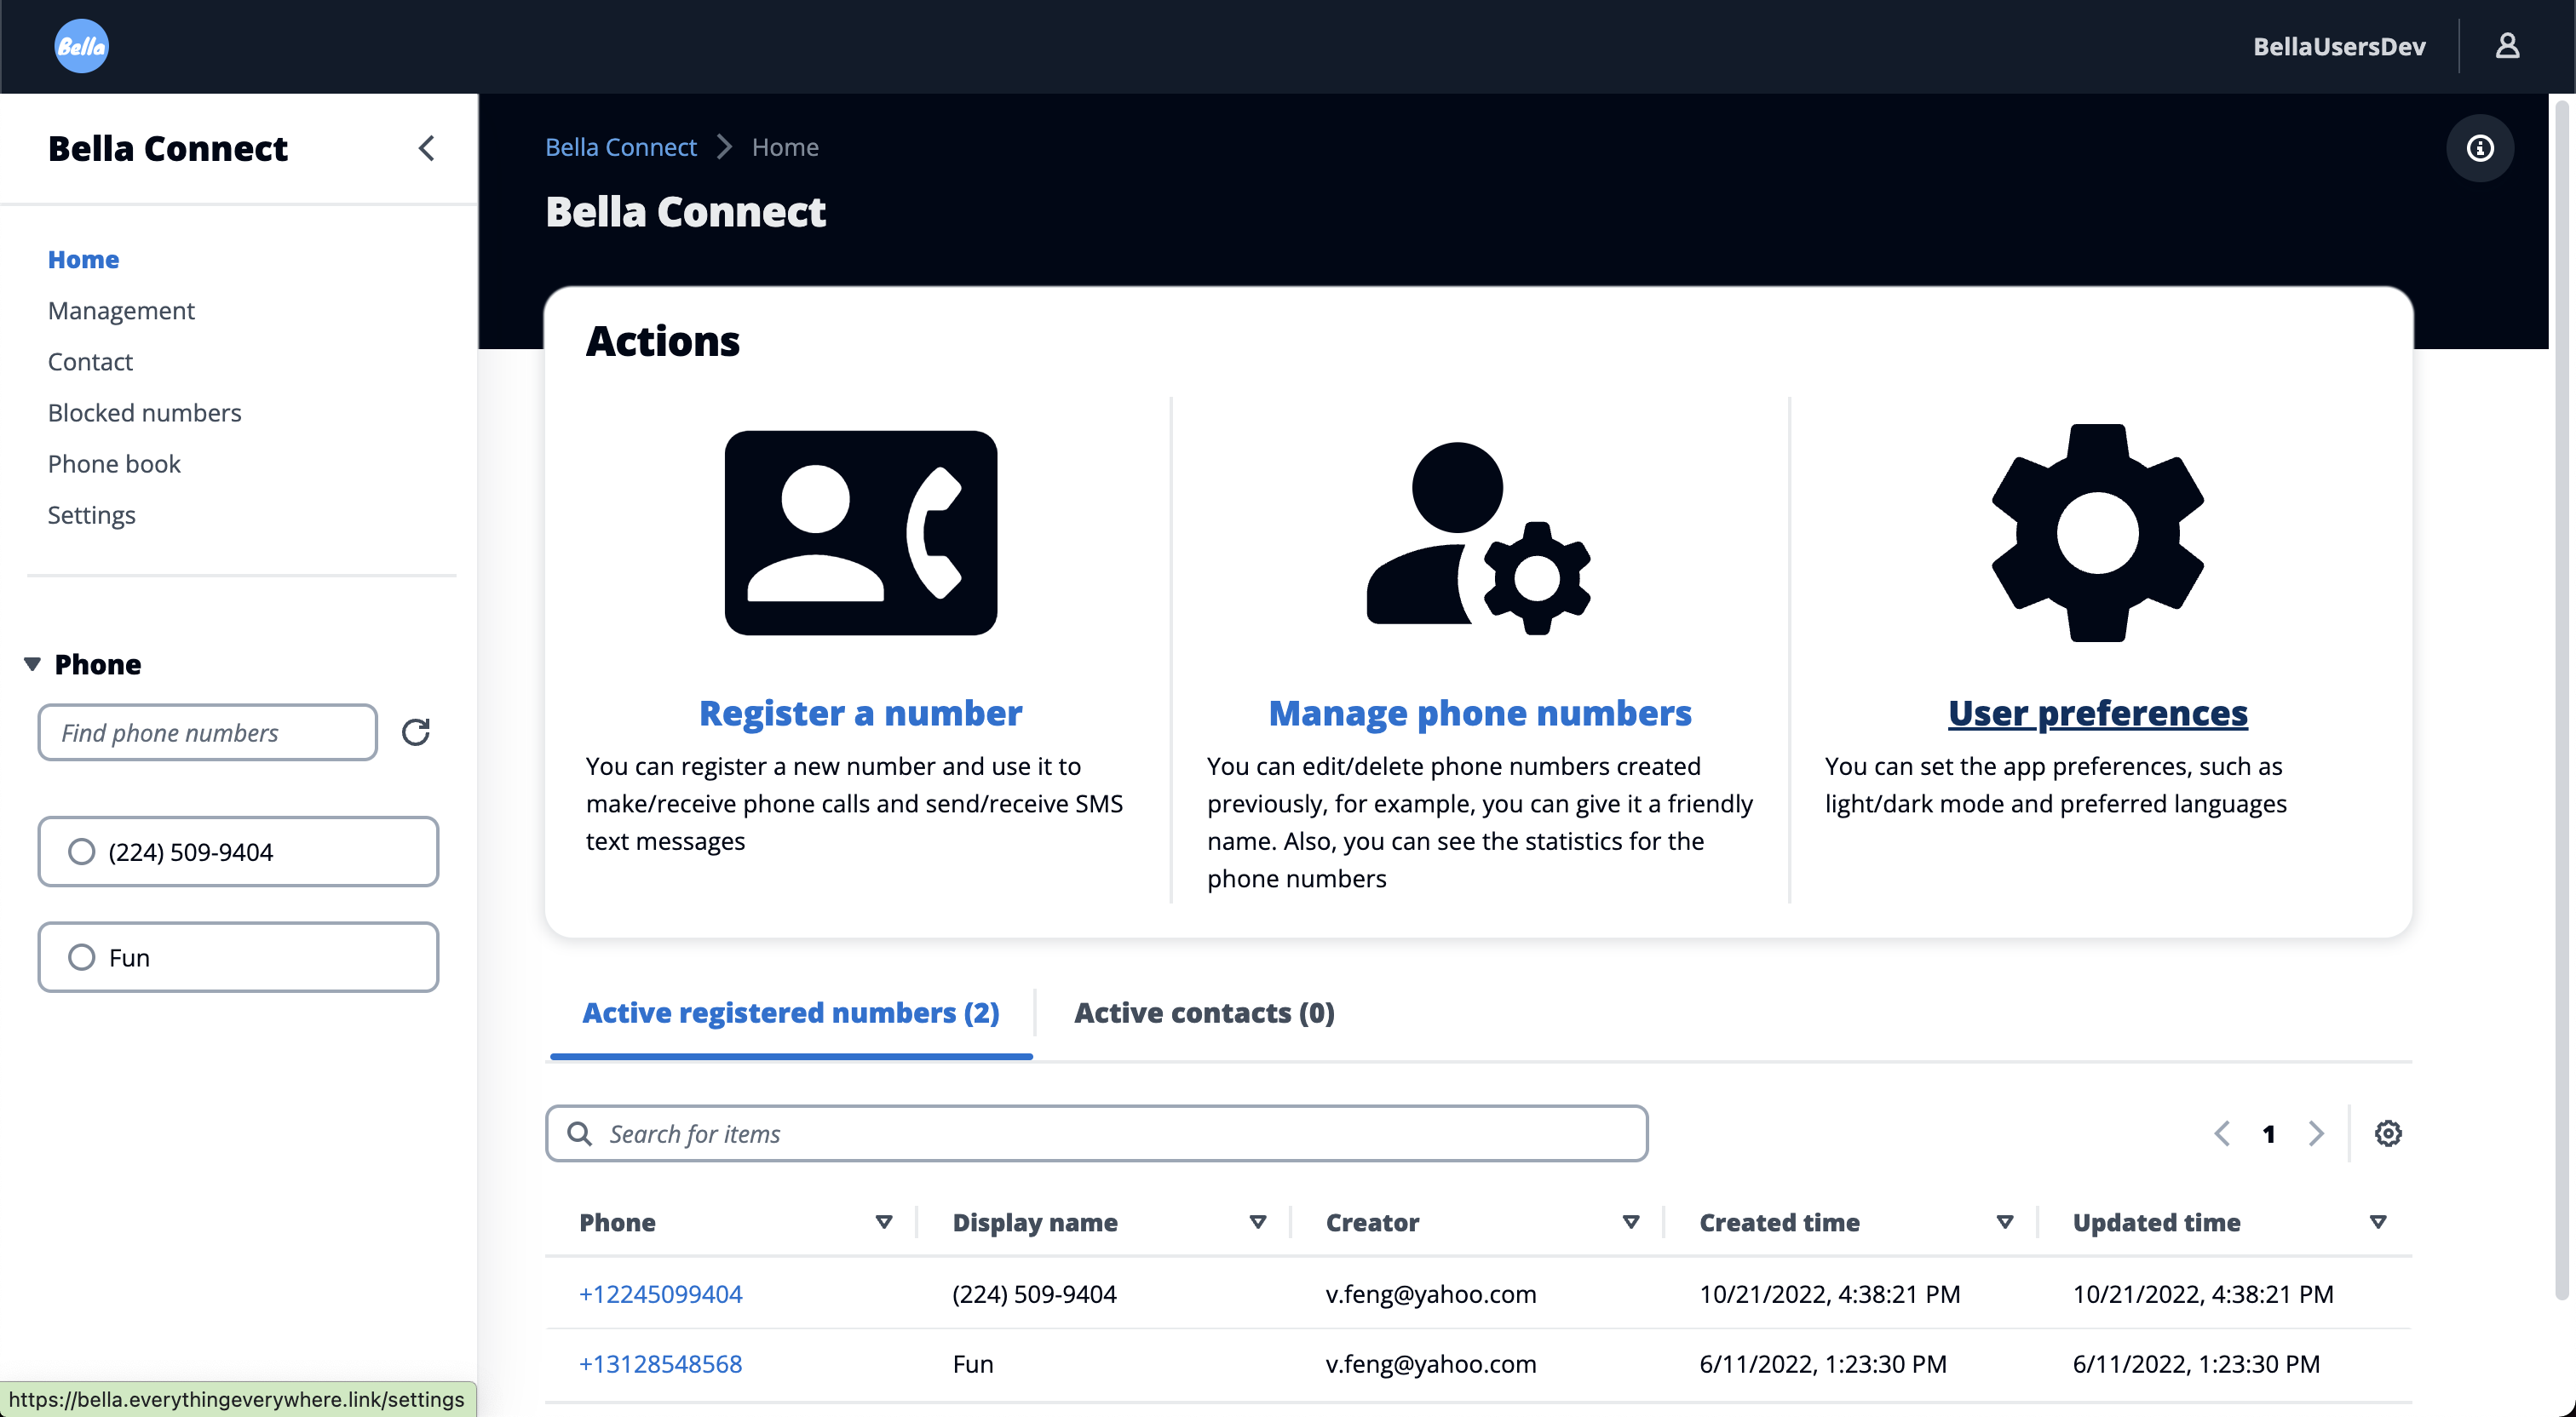 Bella
BellaUsersDev
Bella Connect
Home
Management
Contact
Blocked numbers
Phone book
Settings
Phone
Find phone numbers
(224) 509-9404
Fun
Bella Connect > Home
Bella Connect
Actions
Register a number
You can register a new number and use it to
make/receive phone calls and send/receive SMS
text messages
Manage phone numbers
You can edit/delete phone numbers created
previously, for example, you can give it a friendly
name. Also, you can see the statistics for the
phone numbers
User preferences
You can set the app preferences, such as
light/dark mode and preferred languages
Active registered numbers (2) Active contacts (0)
Search for items
1
Phone Display name Creator Created time Updated time
+12245099404 (224) 509-9404 v.feng@yahoo.com 10/21/2022, 4:38:21 PM 10/21/2022, 4:38:21 PM
+13128548568 Fun v.feng@yahoo.com 6/11/2022, 1:23:30 PM 6/11/2022, 1:23:30 PM
https://bella.everythingeverywhere.link/settings